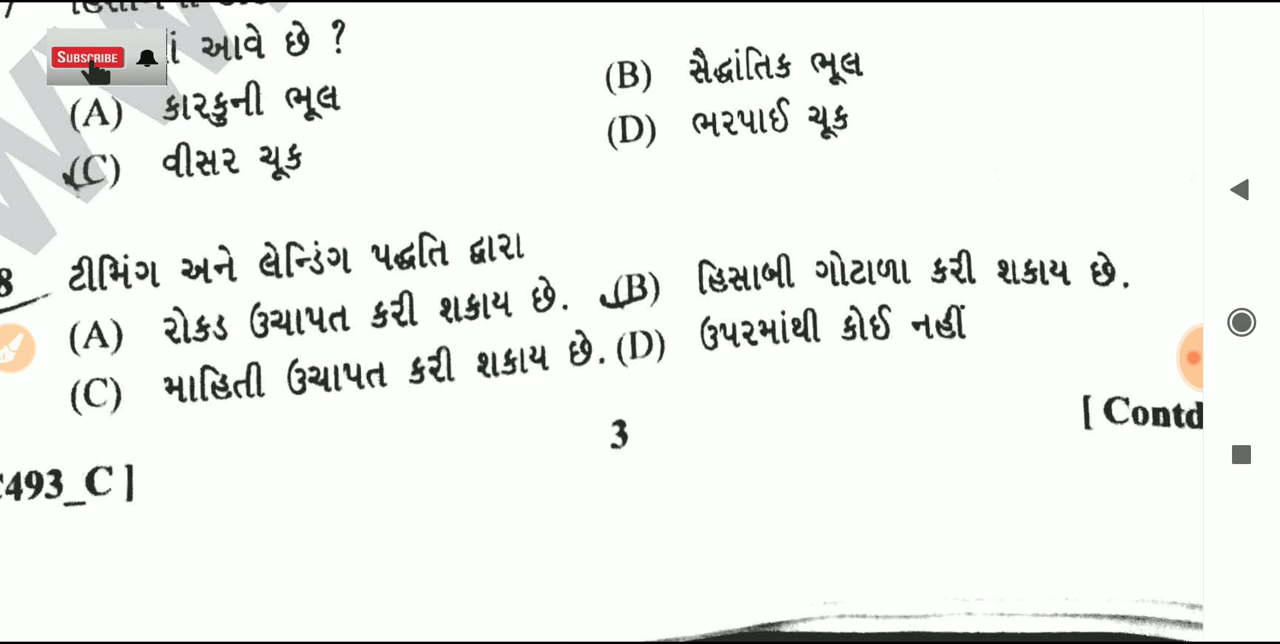 SUBSCRIBE
આવે છે ?
(A) કારકુની ભૂલ (B) સૈદ્ધાંતિક ભૂલ
(C) વીસર ચૂક (D) ભરપાઈ ચૂક
8 ટીમિંગ અને લેન્ડિંગ પદ્ધતિ દ્વારા
(A) રોકડ ઉચાપત કરી શકાય છે. (B) હિસાબી ગોટાળા કરી શકાય છે.
(C) માહિતી ઉચાપત કરી શકાય છે. (D) ઉપરમાંથી કોઈ નહીં
3
[ Contd
493_C ]